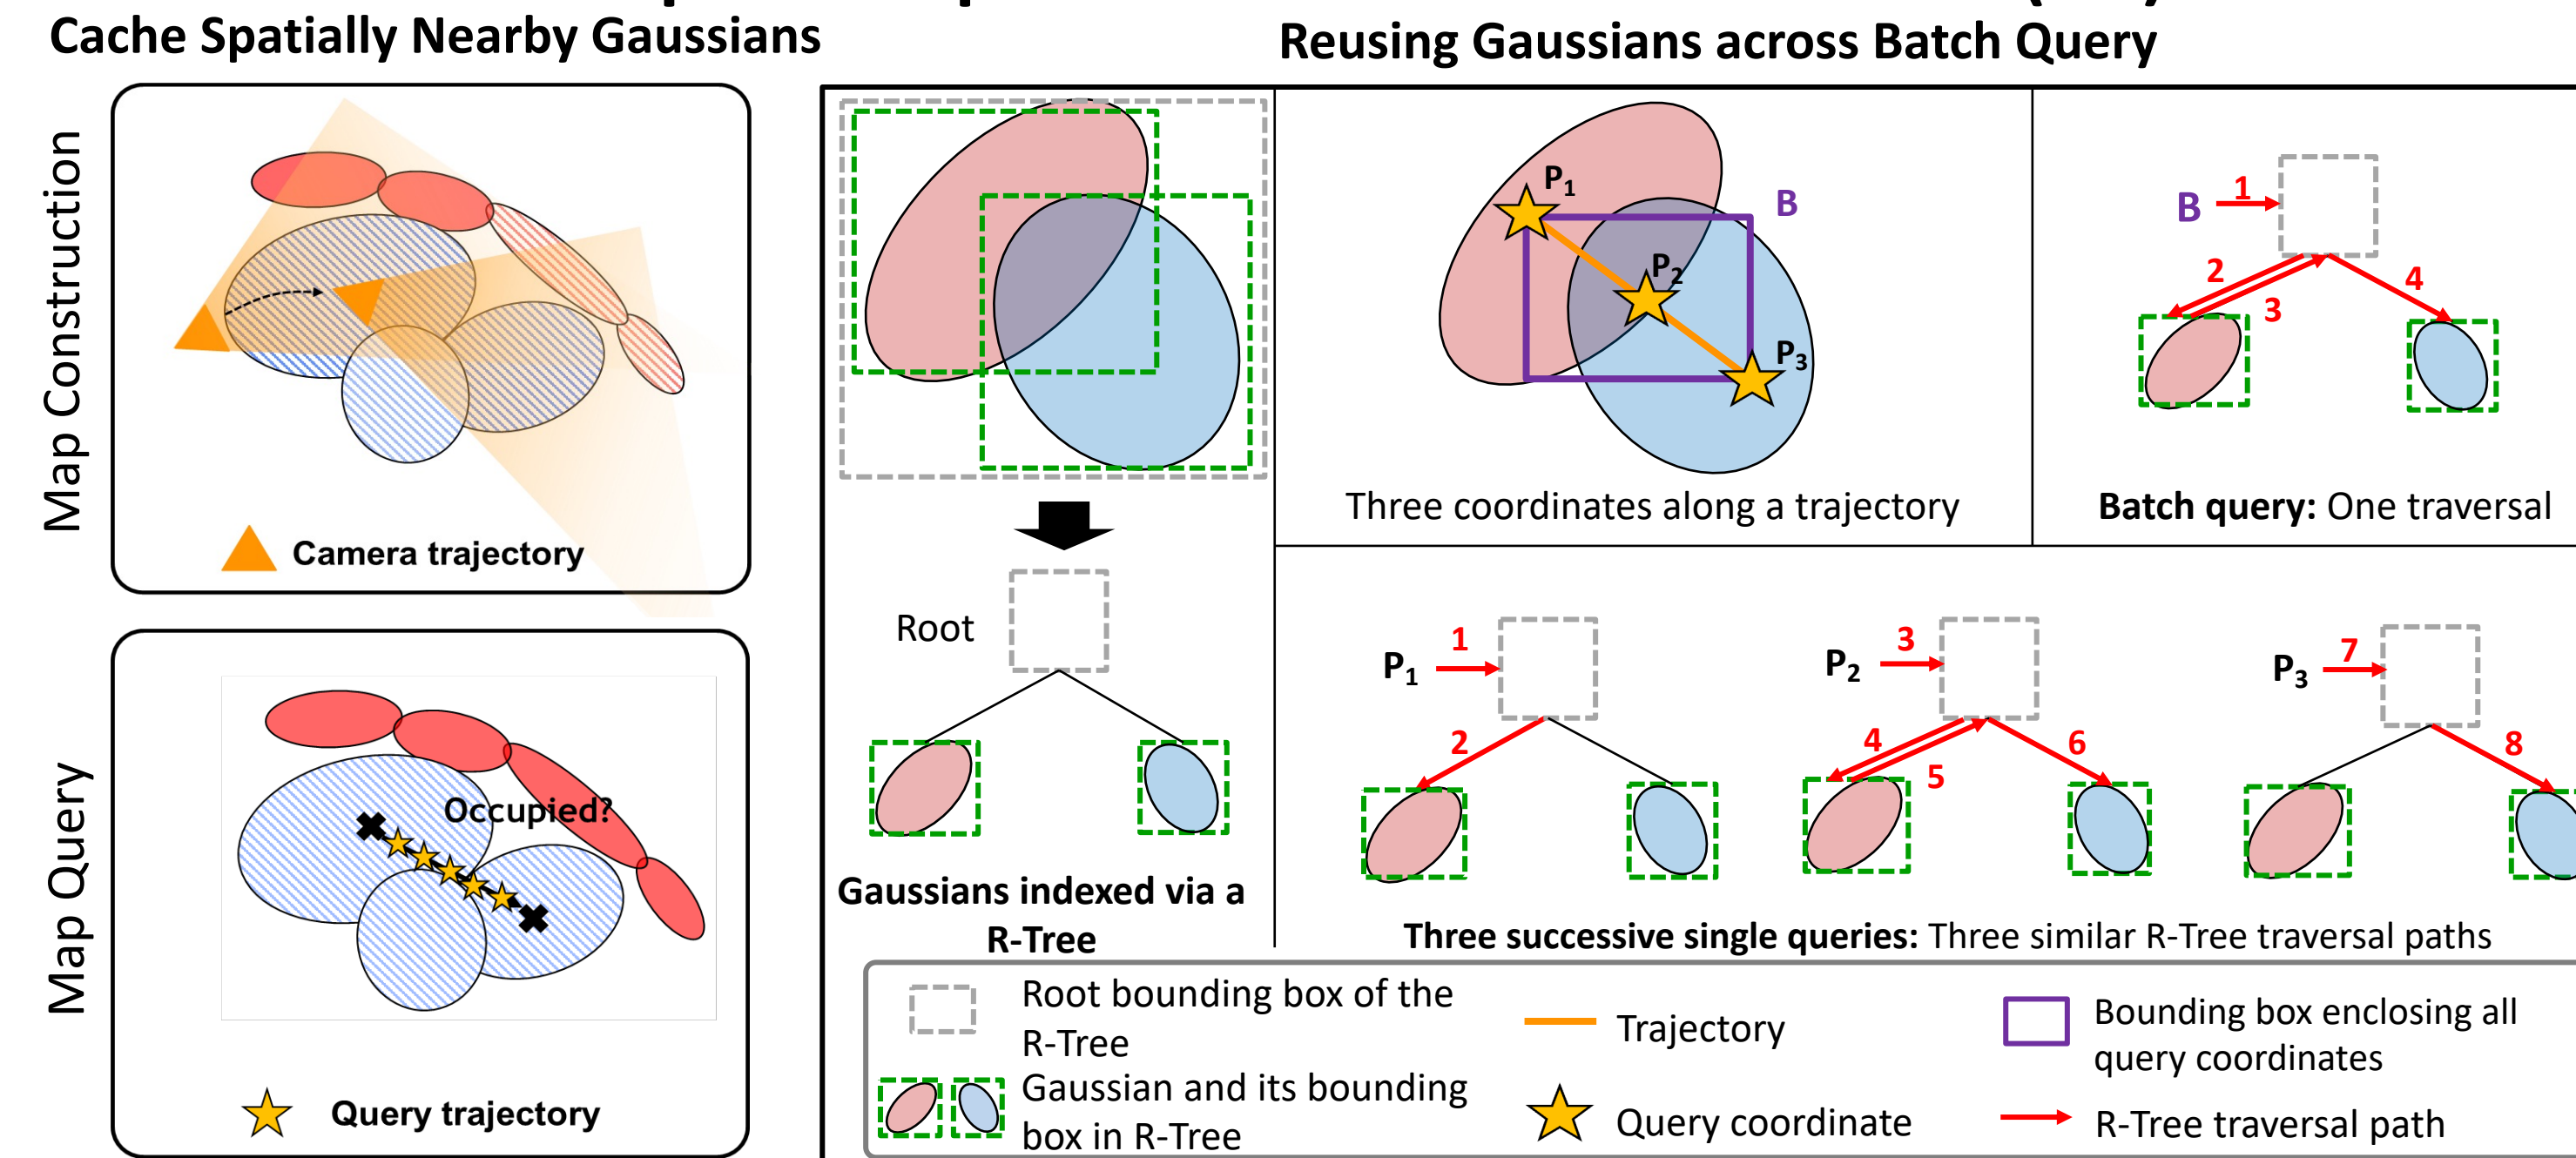 Cache Spatially Nearby Gaussians
Reusing Gaussians across Batch Query
Map Construction
Camera trajectory
Map Query
Occupied?
Query trajectory
Root
Gaussians indexed via a
R-Tree
P1
P2
P3
B
Three coordinates along a trajectory
B
1
2
3
4
Batch query: One traversal
P1
1
2
P2
3
4
5
6
P3
7
8
Three successive single queries: Three similar R-Tree traversal paths
Root bounding box of the
R-Tree
Gaussian and its bounding
box in R-Tree
Trajectory
Query coordinate
Bounding box enclosing all
query coordinates
R-Tree traversal path